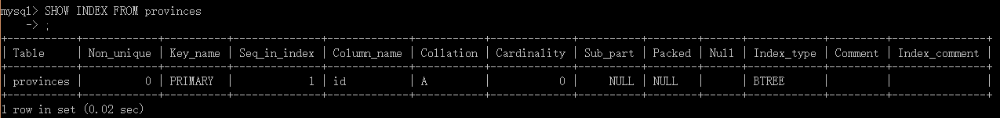 mysql> SHOW INDEX FROM provinces
    -> ;
+-----------+------------+----------+--------------+-------------+-----------+-------------+----------+--------+------+------------+---------+---------------+
| Table     | Non_unique | Key_name | Seq_in_index | Column_name | Collation | Cardinality | Sub_part | Packed | Null | Index_type | Comment | Index_comment |
+-----------+------------+----------+--------------+-------------+-----------+-------------+----------+--------+------+------------+---------+---------------+
| provinces |          0 | PRIMARY  |            1 | id          | A         |           0 |     NULL | NULL   |      | BTREE      |         |               |
+-----------+------------+----------+--------------+-------------+-----------+-------------+----------+--------+------+------------+---------+---------------+
1 row in set (0.02 sec)